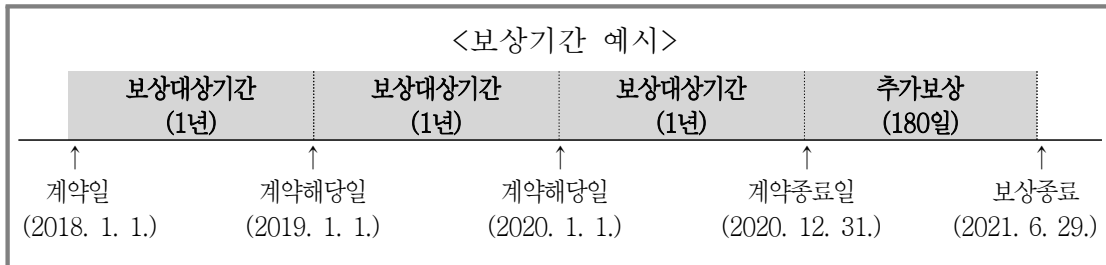 <보상기간 예시>
보상대상기간 보상대상기간 보상대상기간 추가보상
(1년) (1년) (1년) (180일)
↑ ↑ ↑ ↑ ↑
계약일 계약해당일 계약해당일 계약종료일 보상종료
(2018. 1. 1.) (2019. 1. 1.) (2020. 1. 1.) (2020. 12. 31.) (2021. 6. 29.)